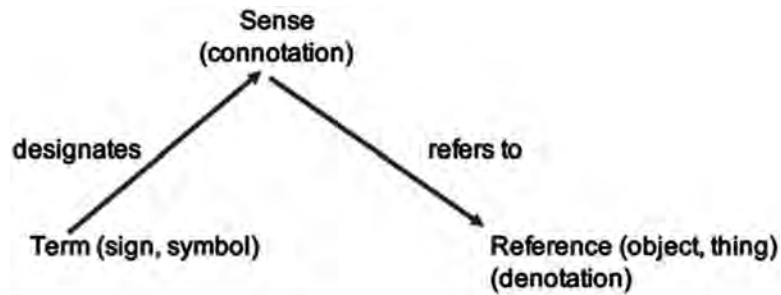 Sense
(connotation)
designates
refers to
Term (sign, symbol)
Reference (object, thing)
(denotation)